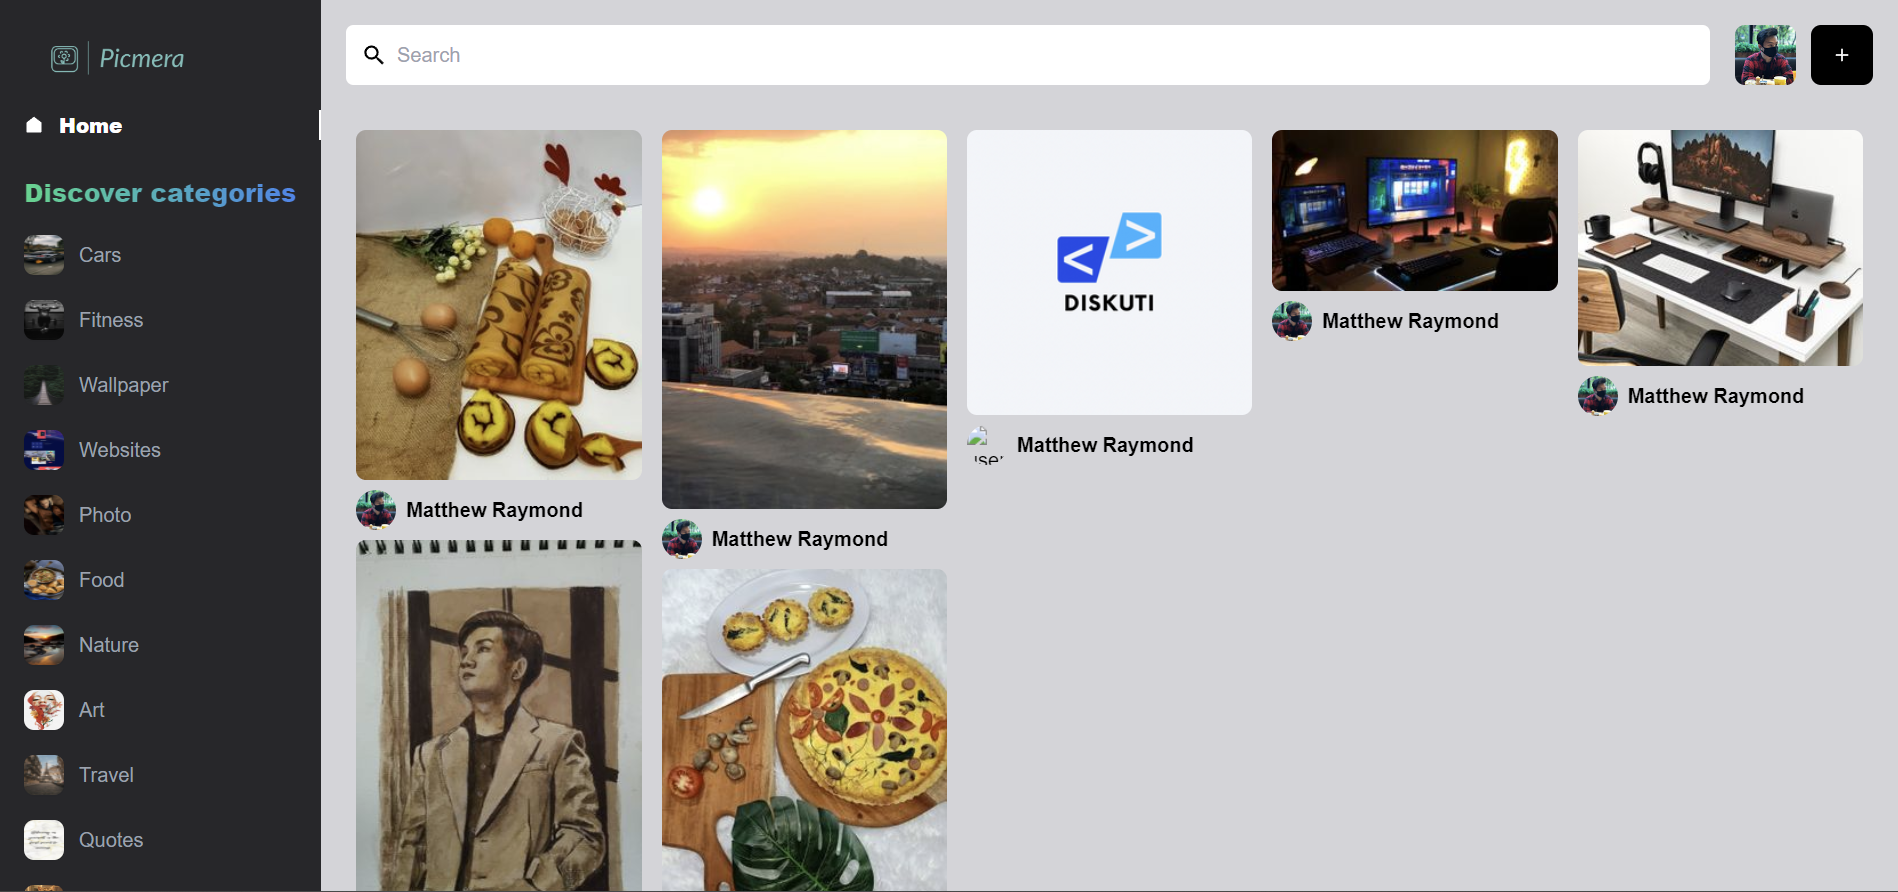 Picmera
Search
+
Home
Discover categories
Cars
Fitness
Wallpaper
Websites
Photo
Food
Nature
Art
Travel
Quotes
DISKUTI
Matthew Raymond
Matthew Raymond
user
Matthew Raymond
Matthew Raymond
Matthew Raymond